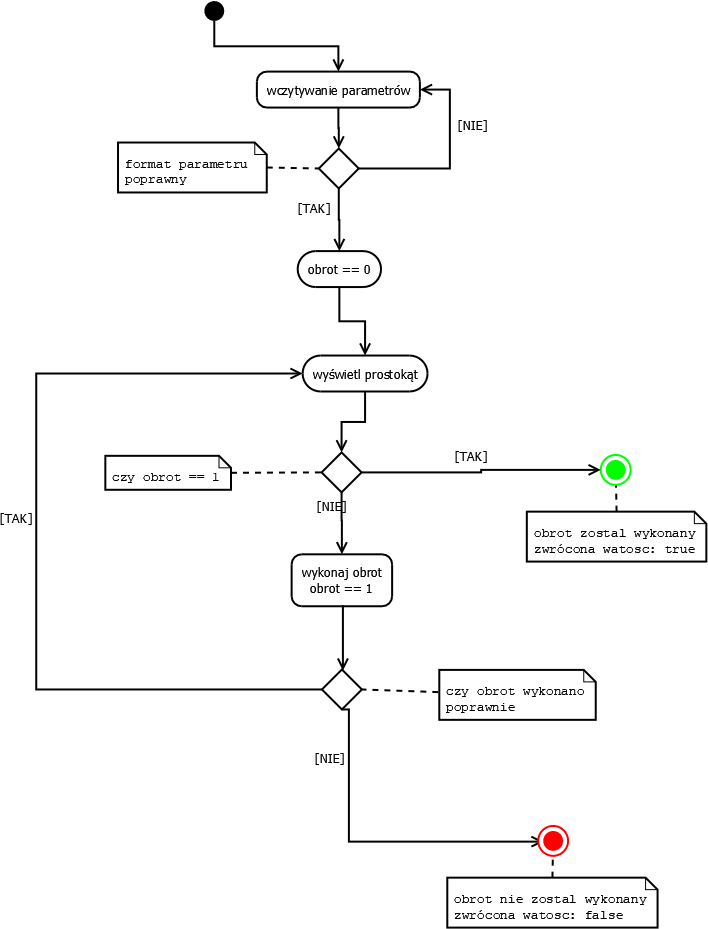 wczytywanie parametrów
[NIE]
format parametru
poprawny
[TAK]
obrot == 0
wyświetl prostokąt
[TAK]
czy obrot == 1
[NIE]
[TAK]
obrot zostal wykonany
zwrócona watosc: true
wykonaj obrot
obrot == 1
czy obrot wykonano
poprawnie
[NIE]
obrot nie zostal wykonany
zwrócona watosc: false